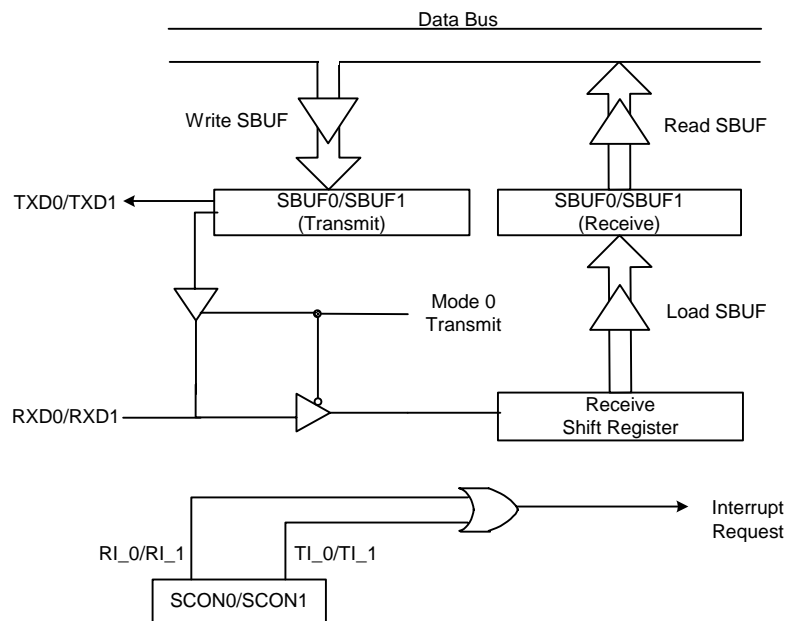 Data Bus
Write SBUF
Read SBUF
TXD0/TXD1
SBUF0/SBUF1
(Transmit)
SBUF0/SBUF1
(Receive)
Mode 0
Transmit
Load SBUF
RXD0/RXD1
Receive
Shift Register
Interrupt
Request
RI_0/RI_1
TI_0/TI_1
SCON0/SCON1